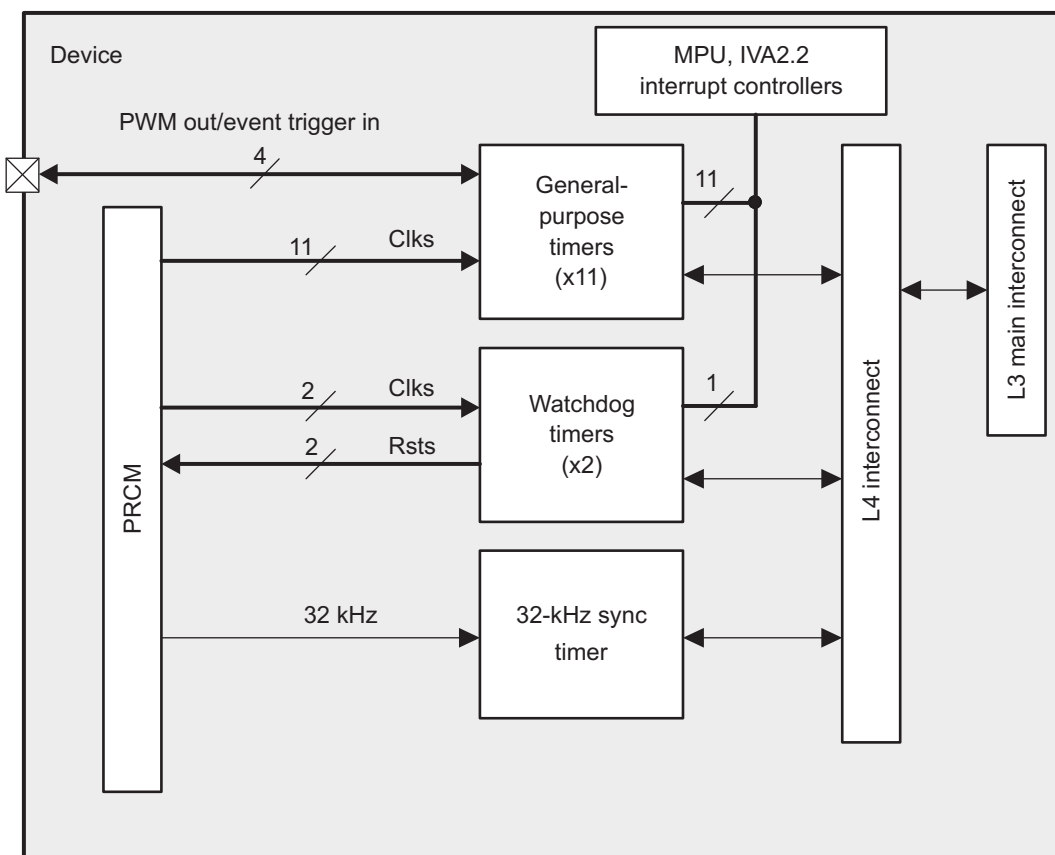 Device
MPU, IVA2.2
interrupt controllers
PWM out/event trigger in
4
General-
purpose
timers
(x11)
11
11
Clks
2
Clks
2
Rsts
Watchdog
timers
(x2)
1
PRCM
32 kHz
32-kHz sync
timer
L4 interconnect
L3 main interconnect